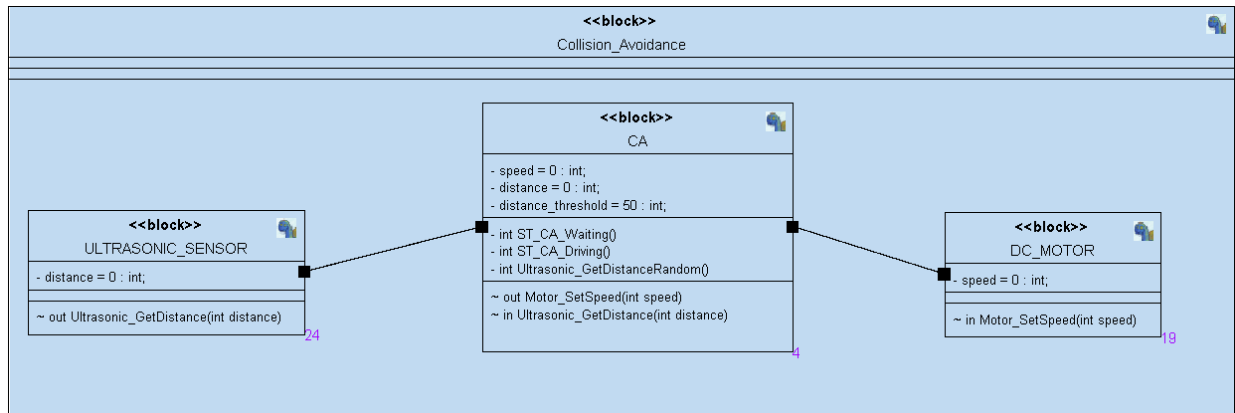 <<block>>
Collision_Avoidance
<<block>>
ULTRASONIC_SENSOR
- distance = 0 : int;
~ out Ultrasonic_GetDistance(int distance)
24
<<block>>
CA
- speed = 0 : int;
- distance = 0 : int;
- distance_threshold = 50 : int;
- int ST_CA_Waiting()
- int ST_CA_Driving()
- int Ultrasonic_GetDistanceRandom()
~ out Motor_SetSpeed(int speed)
~ in Ultrasonic_GetDistance(int distance)
4
<<block>>
DC_MOTOR
- speed = 0 : int;
~ in Motor_SetSpeed(int speed)
19